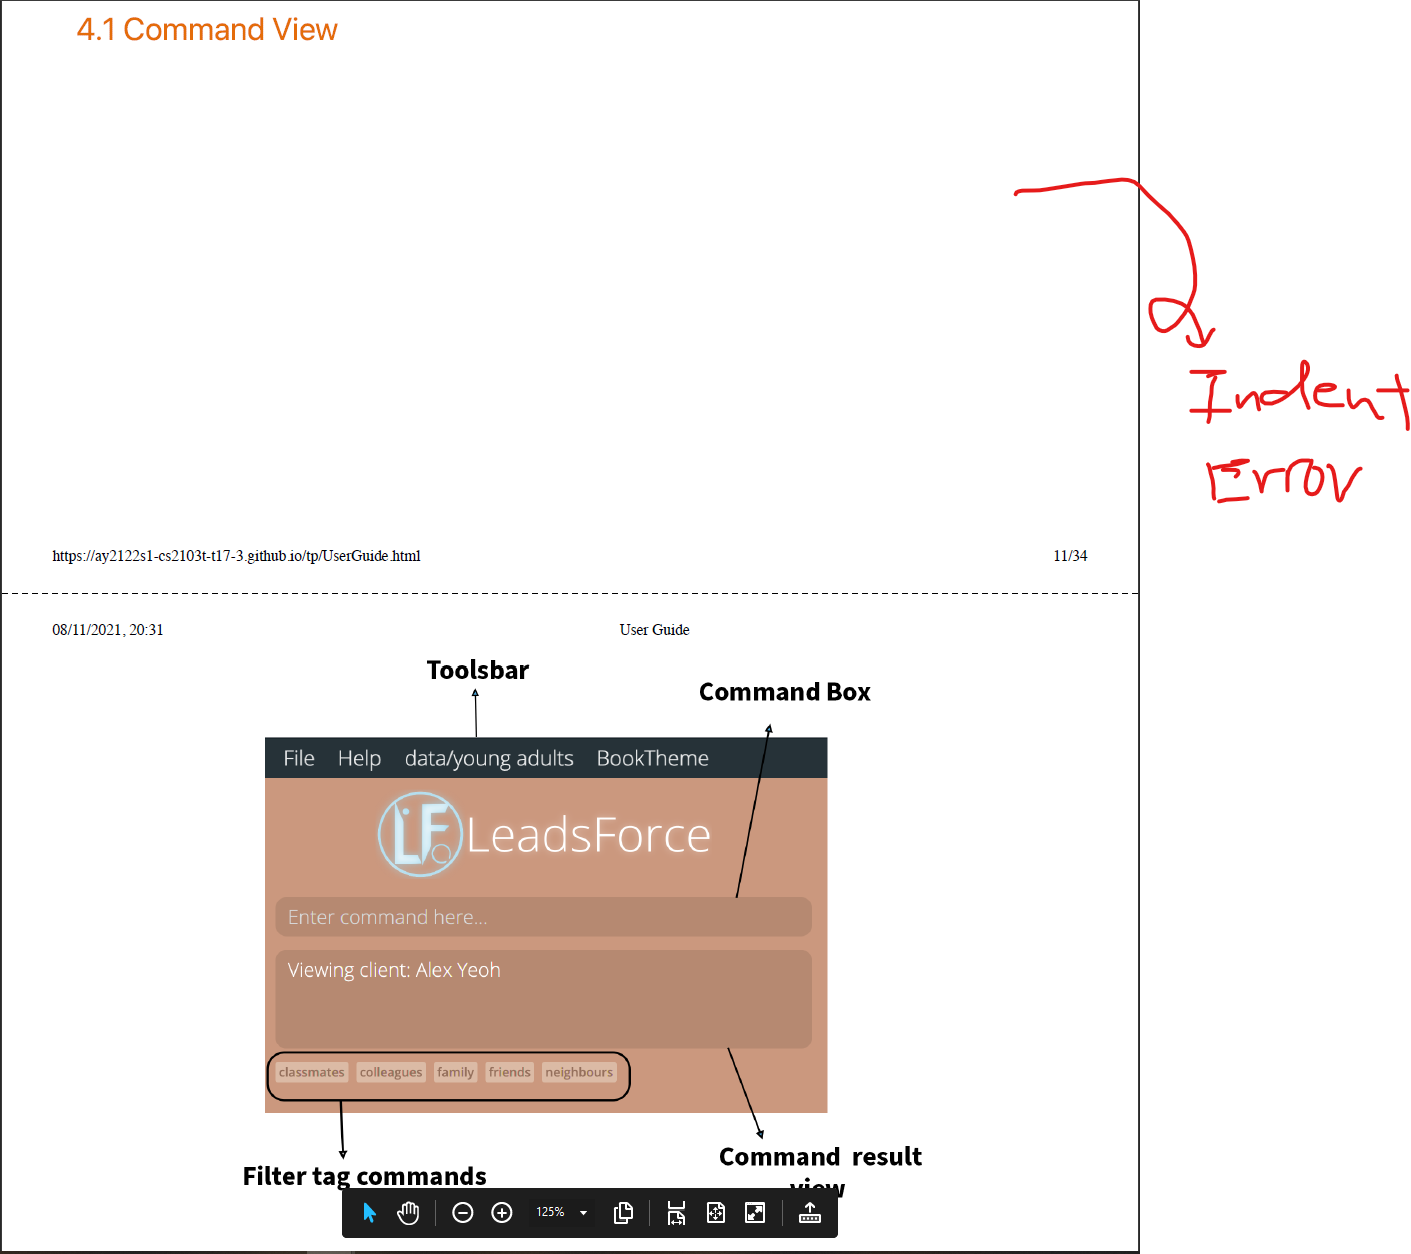 4.1 Command View
Indent
Error
https://ay2122s1-cs2103t-t17-3.github.io/tp/UserGuide.html
11/34
08/11/2021, 20:31
User Guide
Toolsbar
Command Box
File Help data/young adults BookTheme
LF
LeadsForce
Enter command here...
Viewing client: Alex Yeoh
classmates colleagues family friends neighbours
Filter tag commands
Command result
view
125%